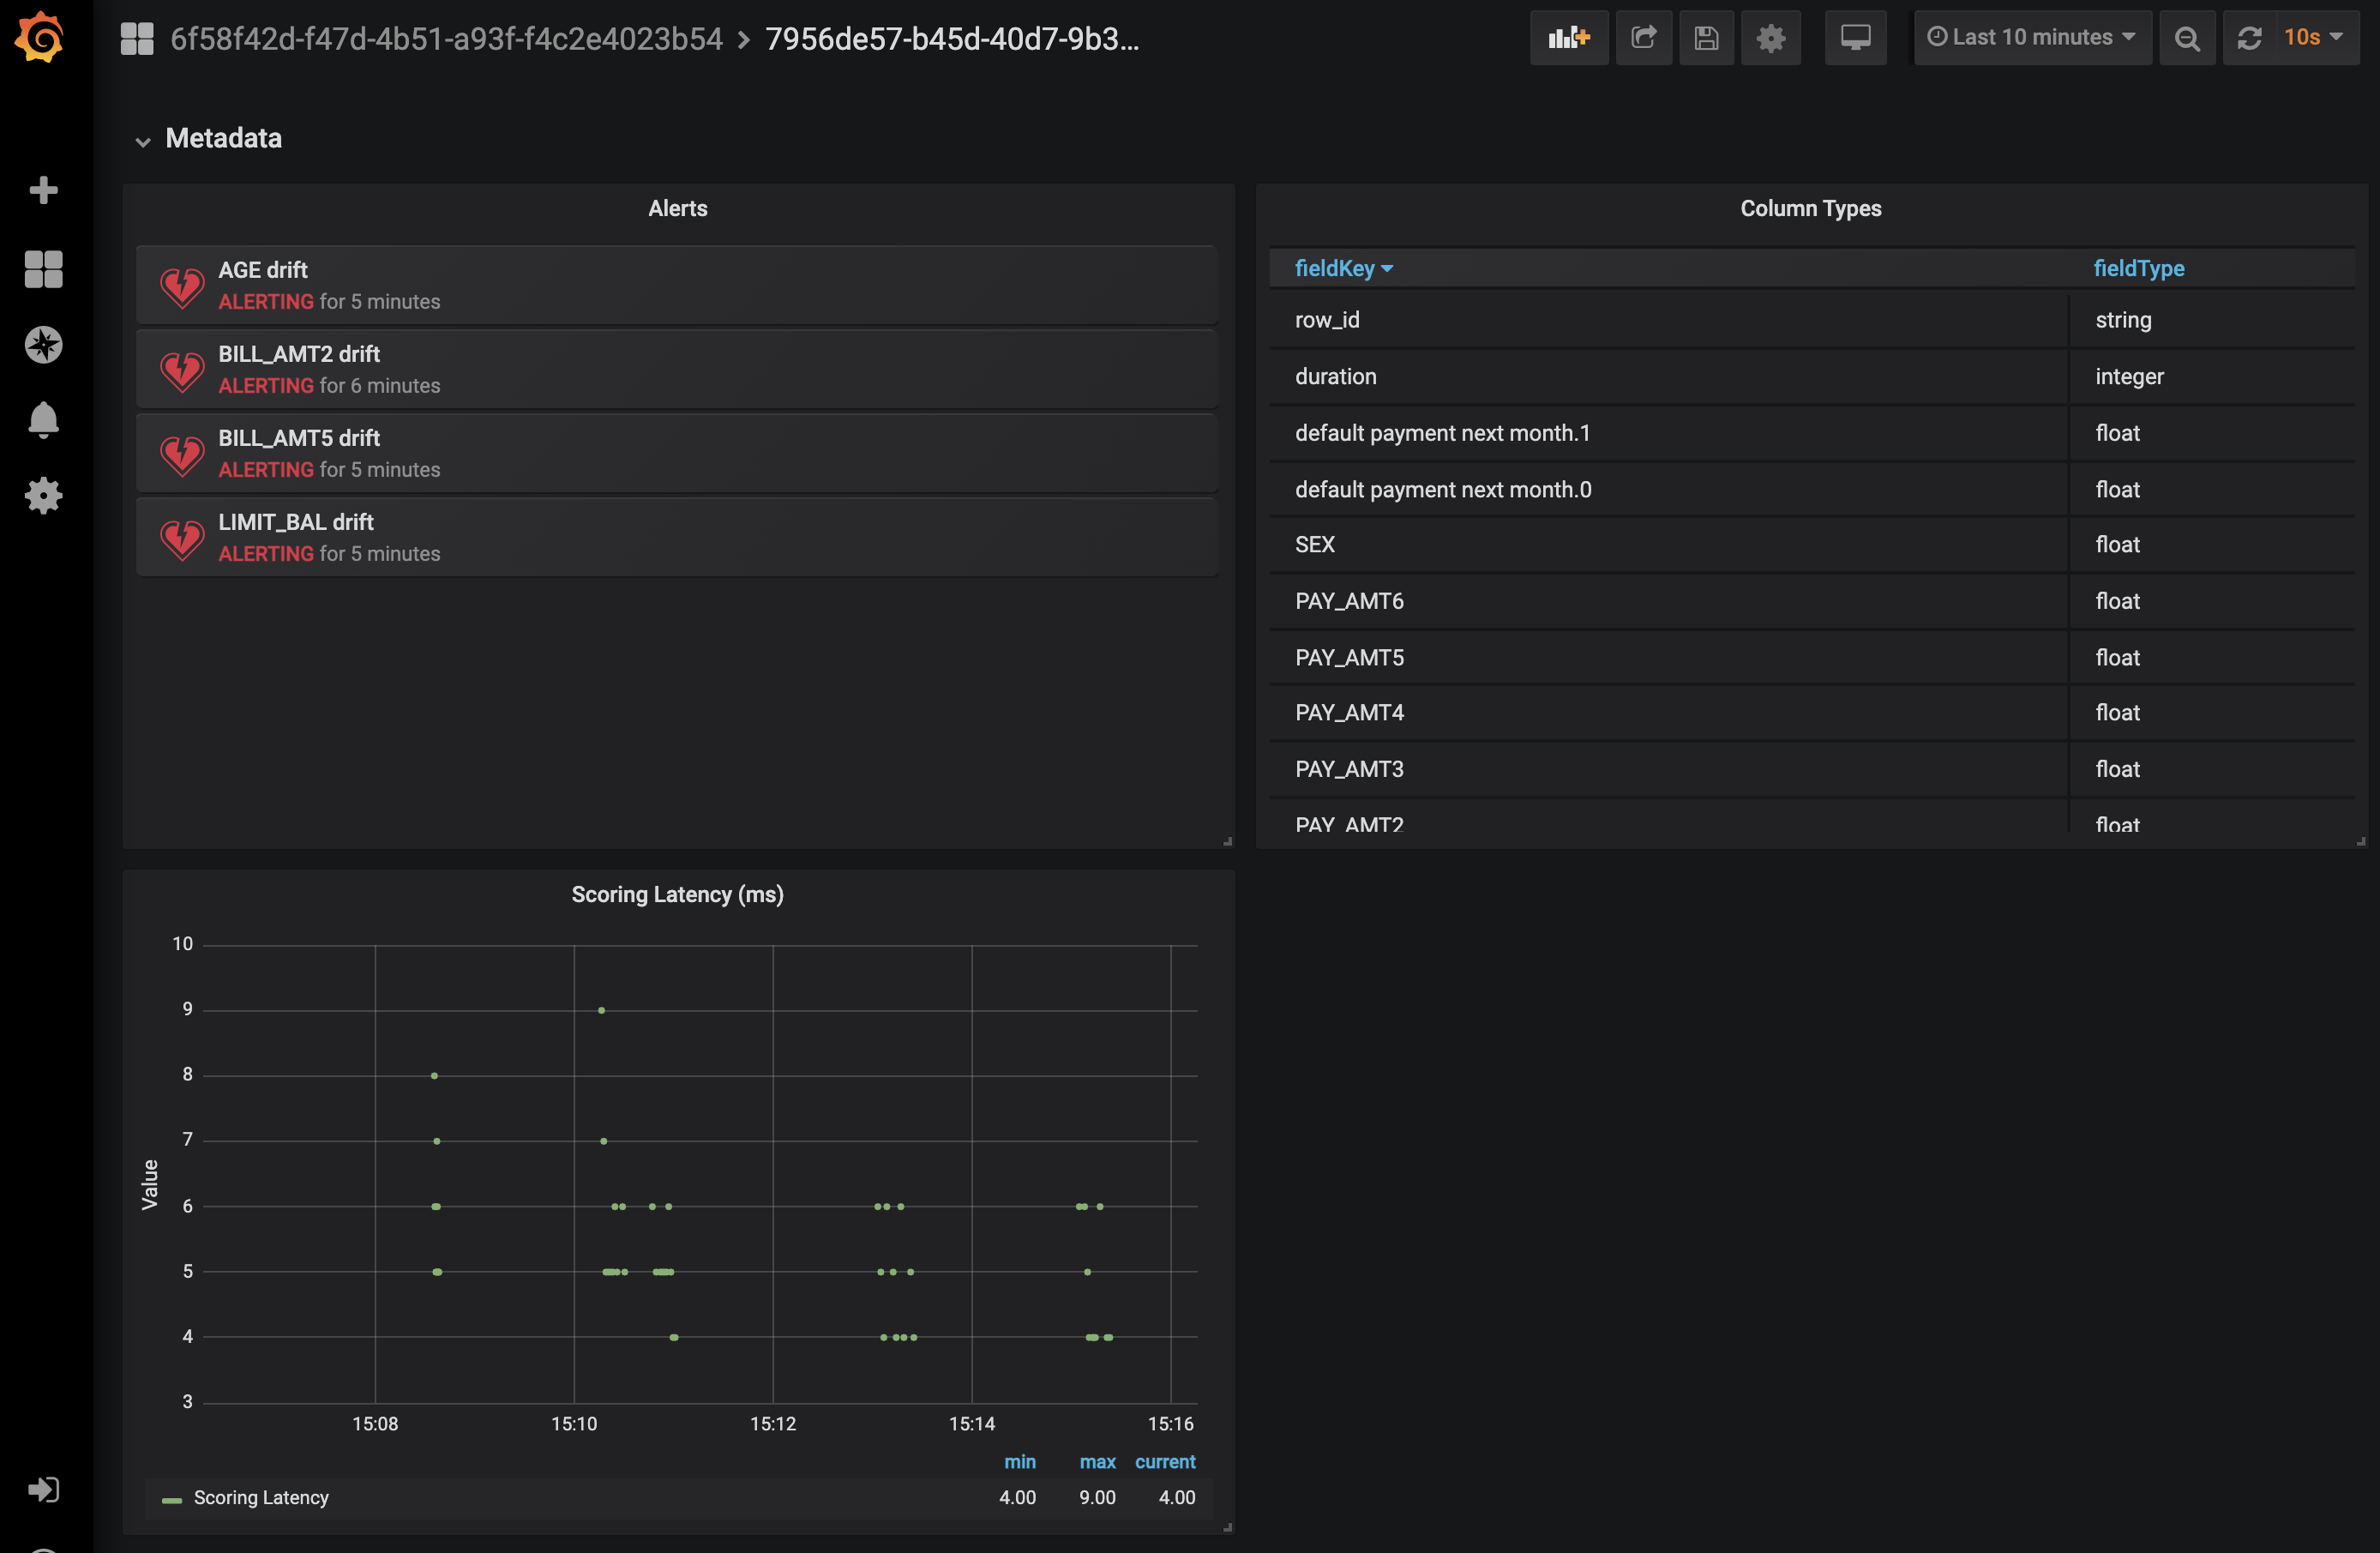 6f58f42d-f47d-4b51-a93f-f4c2e4023b54 > 7956de57-b45d-40d7-9b3...
Last 10 minutes
10s
Metadata
Alerts
AGE drift
ALERTING for 5 minutes
BILL_AMT2 drift
ALERTING for 6 minutes
BILL_AMT5 drift
ALERTING for 5 minutes
LIMIT_BAL drift
ALERTING for 5 minutes
Column Types
fieldKey fieldType
row_id string
duration integer
default payment next month.1 float
default payment next month.0 float
SEX float
PAY_AMT6 float
PAY_AMT5 float
PAY_AMT4 float
PAY_AMT3 float
PAY_AMT2 float
Scoring Latency (ms)
Value
10
9
8
7
6
5
4
3
15:08 15:10 15:12 15:14 15:16
min max current
Scoring Latency 4.00 9.00 4.00